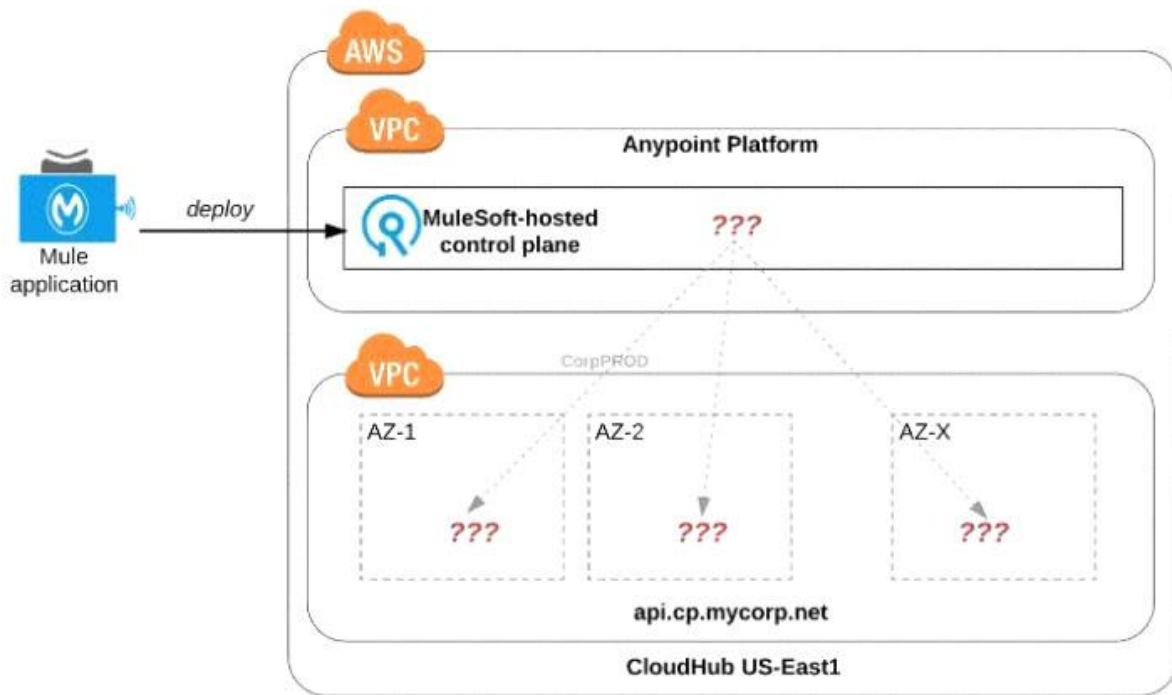 AWS
VPC
Anypoint Platform
deploy
MuleSoft-hosted
control plane
???
Mule
application
CorpPROD
VPC
AZ-1
AZ-2
AZ-X
???
???
???
api.cp.mycorp.net
CloudHub US-East1